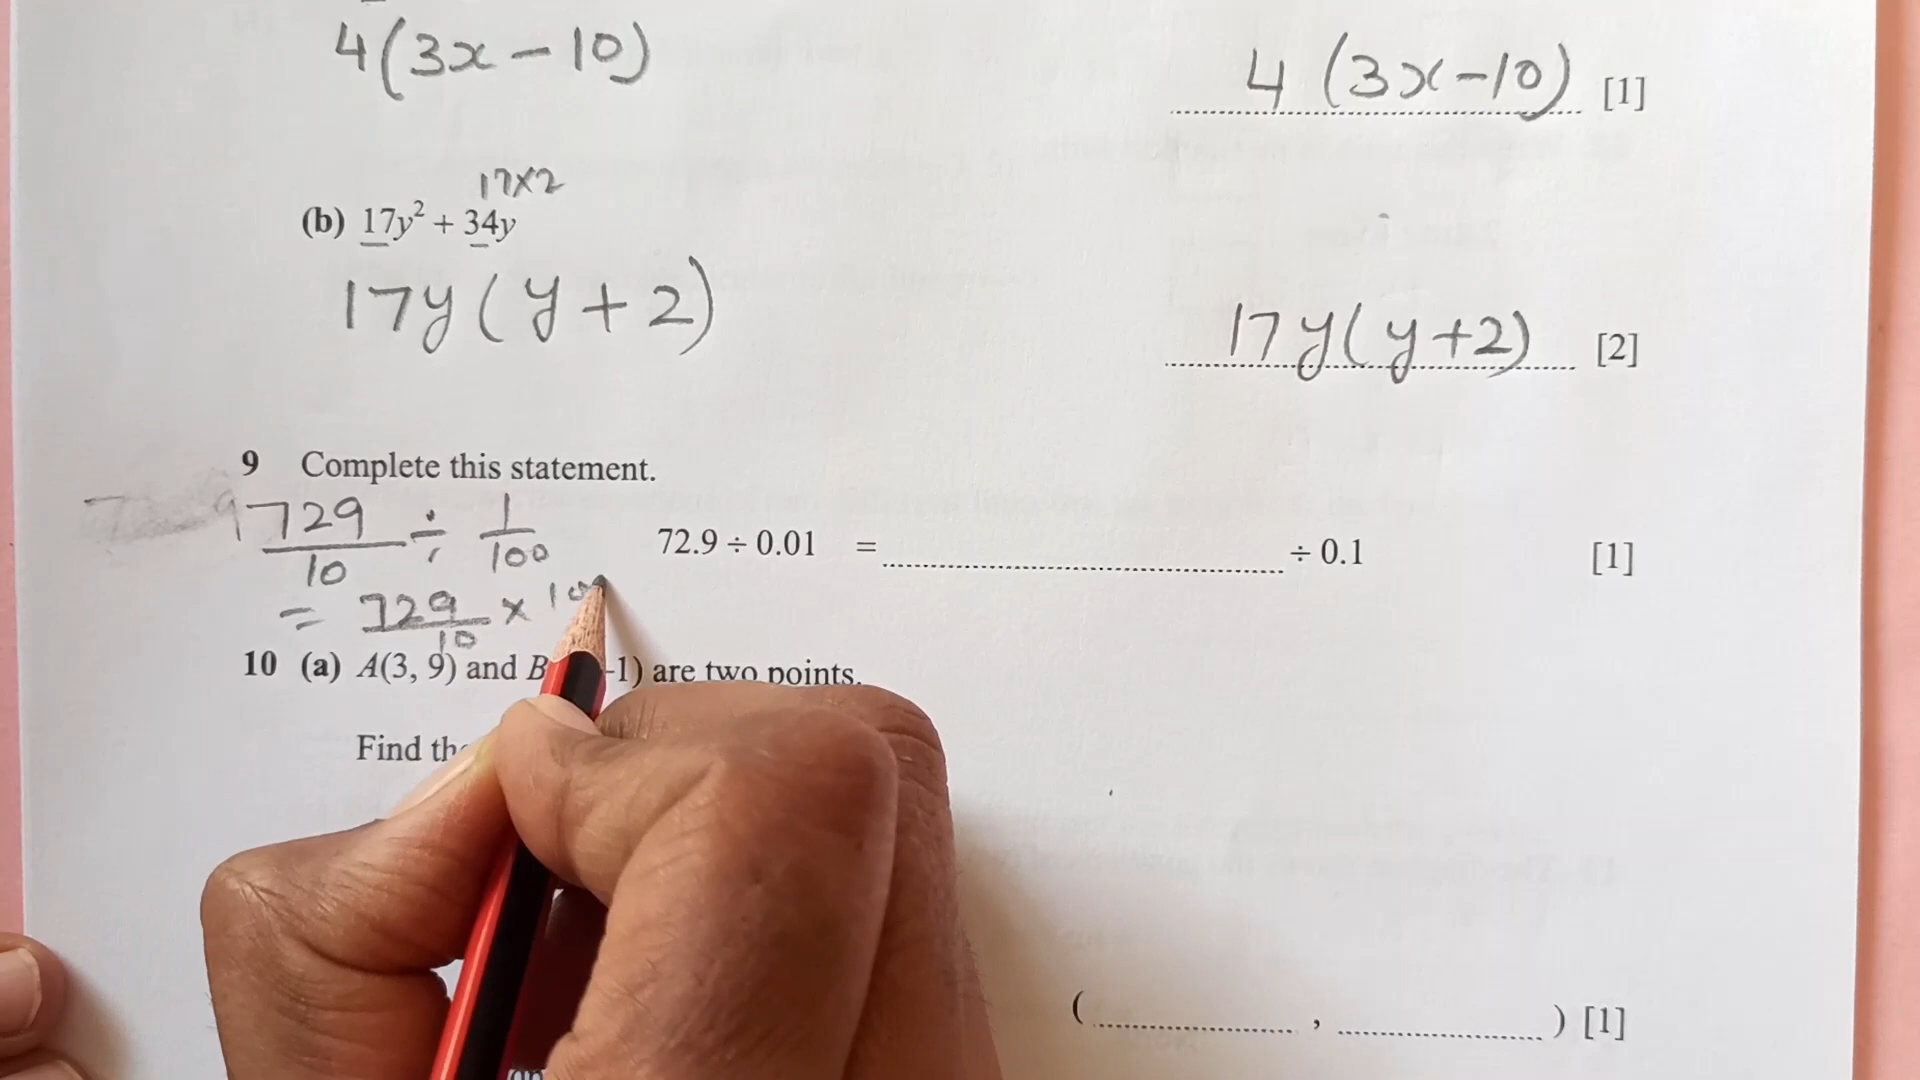 4(3x - 10)
4 (3x-10) [1]
17×2
(b) 17y² + 34y
17y(y + 2)
17y(y+2) [2]
9 Complete this statement.
729/10 ÷ 1/100
72.9 ÷ 0.01 = ÷ 0.1 [1]
= 729/10 ×
10 (a) A(3, 9) and B -1) are two points.
Find
( , ) [1]